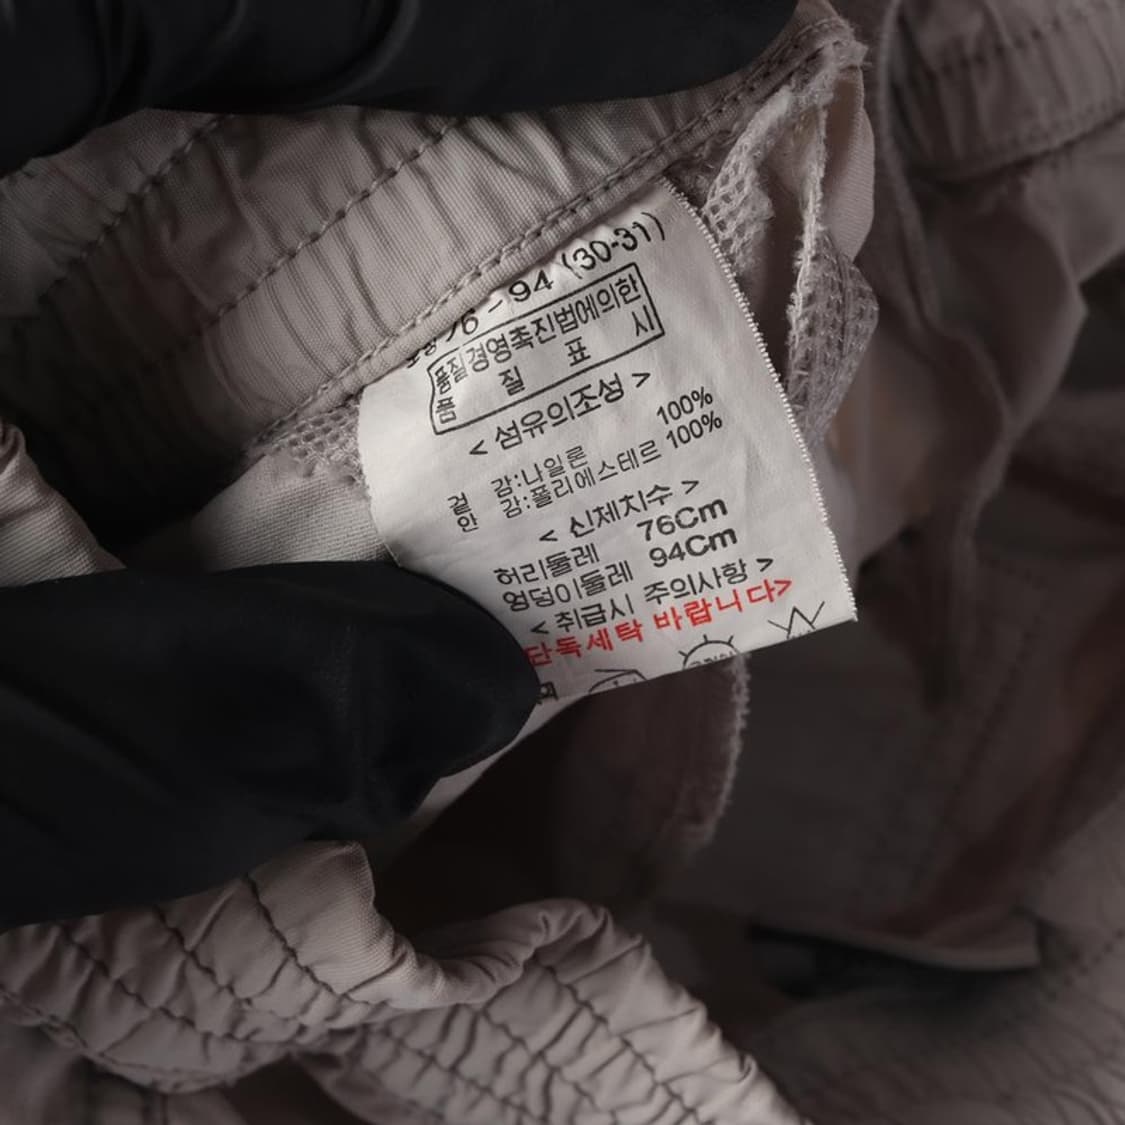 76-94 (30-31)
품질경영촉진법에의한
품 질 표 시
< 섬유의조성 >
겉 감:나일론 100%
안 감:폴리에스테르 100%
< 신체치수 >
허리둘레 76Cm
엉덩이둘레 94Cm
< 취급시 주의사항 >
단독세탁 바랍니다>